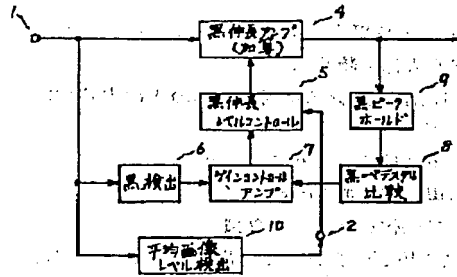 1
黒伸長アンプ
(加算)
4
5
黒伸長
レベルコントロール
黒ピーク
ホールド
9
6
7
8
黒検出
ゲインコントロール
アンプ
黒ーペデスタル
比較
10
2
平均画像
レベル検出